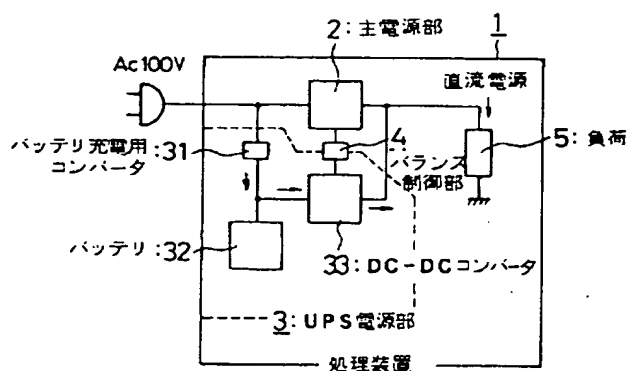 1
2:主電源部
Ac100V
直流電源
バッテリ充電用
コンバータ
31
4
バランス
制御部
5:負荷
バッテリ:32
33:DC-DCコンバータ
3:UPS電源部
処理装置